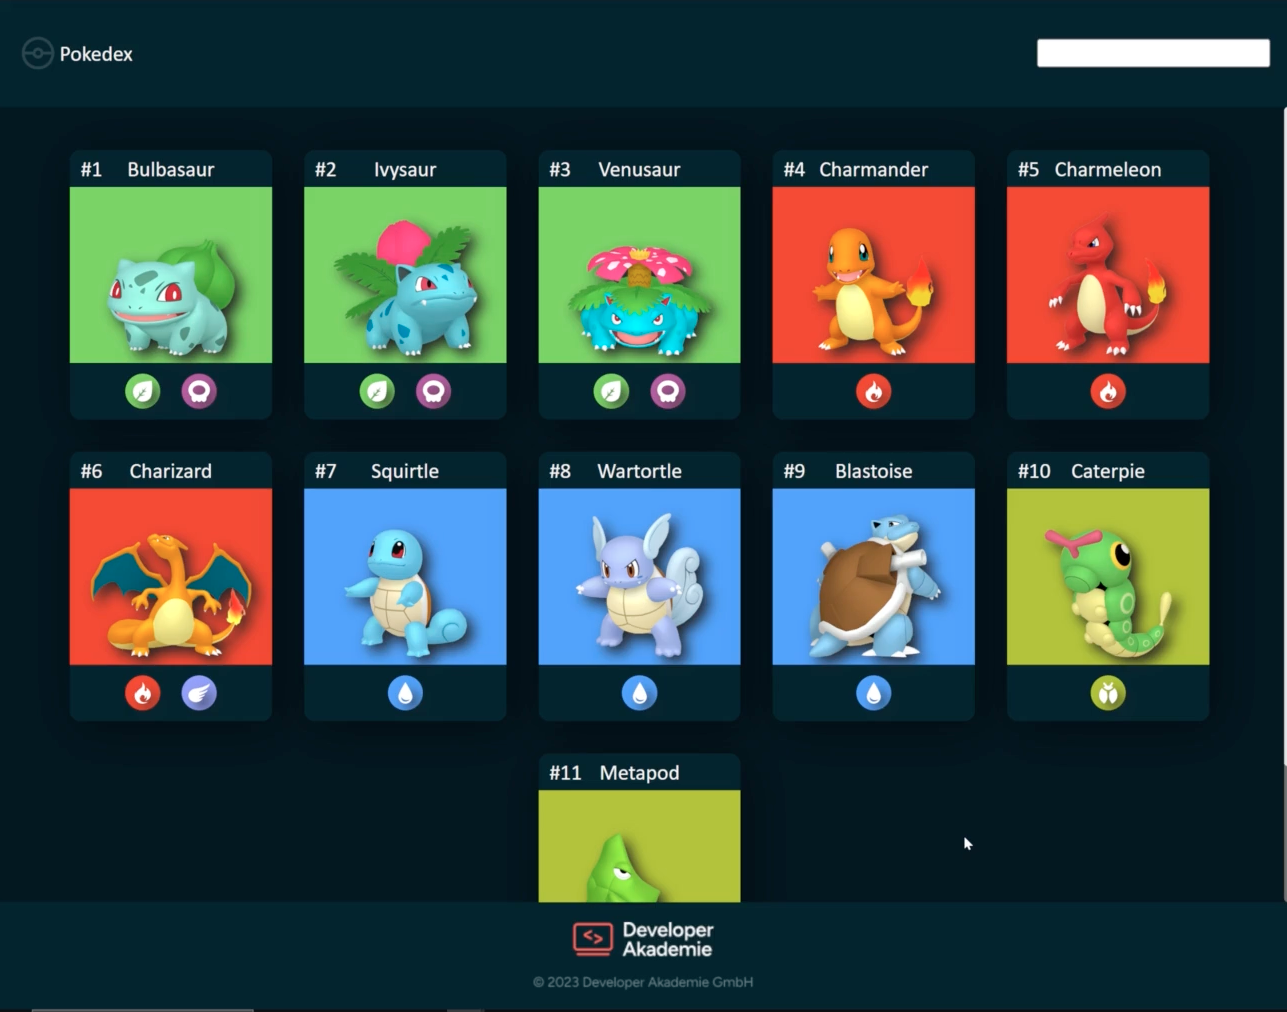 Pokedex
#1 Bulbasaur
#2 Ivysaur
#3 Venusaur
#4 Charmander
#5 Charmeleon
#6 Charizard
#7 Squirtle
#8 Wartortle
#9 Blastoise
#10 Caterpie
#11 Metapod
<>
Developer
Akademie
© 2023 Developer Akademie GmbH